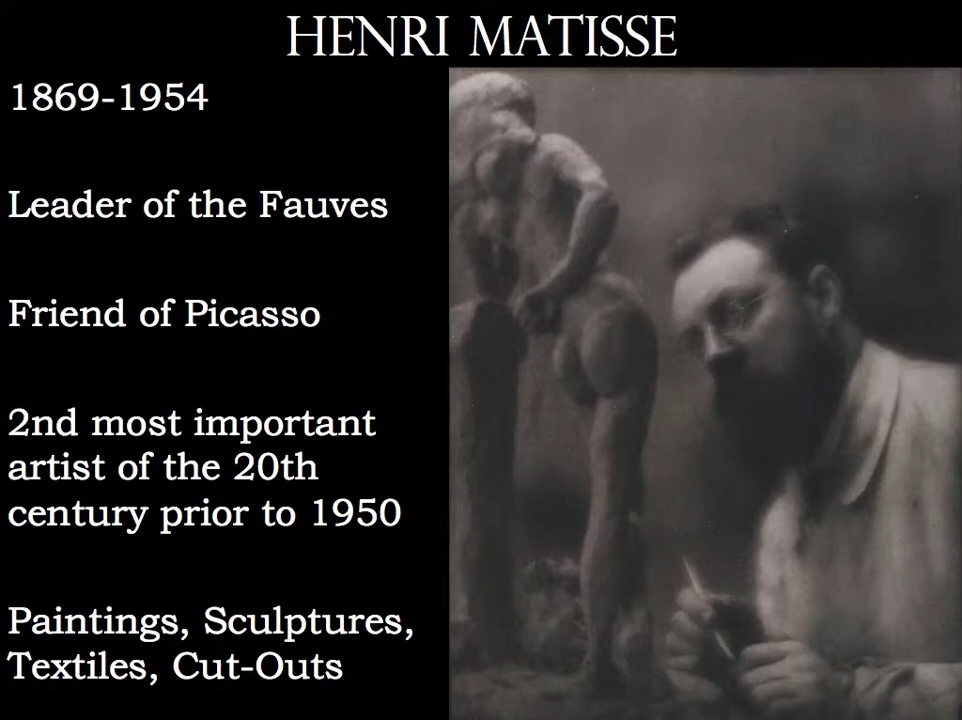 HENRI MATISSE
1869-1954
Leader of the Fauves
Friend of Picasso
2nd most important
artist of the 20th
century prior to 1950
Paintings, Sculptures,
Textiles, Cut-Outs